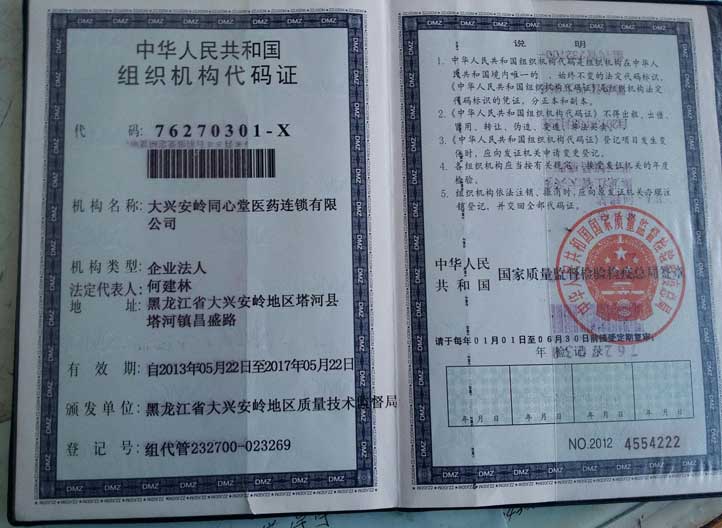 中华人民共和国
组织机构代码证
代 码: 76270301-X
机构名称: 大兴安岭同心堂医药连锁有限
公司
机构类型: 企业法人
法定代表人: 何建林
地 址: 黑龙江省大兴安岭地区塔河县
塔河镇昌盛路
有 效 期: 自2013年05月22日至2017年05月22日
颁发单位: 黑龙江省大兴安岭地区质量技术监督局
登 记 号: 组代管232700-023269
说 明
1. 中华人民共和国组织机构代码是组织机构在中华人
民共和国境内唯一的、始终不变的法定代码标识,
《中华人民共和国组织机构代码证》是组织机构法定
代码标识的凭证, 分正本和副本。
2. 《中华人民共和国组织机构代码证》不得出租, 出借,
冒用, 转让, 伪造, 变造, 非法买卖。
3. 《中华人民共和国组织机构代码证》登记项目发生变
化时, 应向发证机关申请变更登记。
4. 各组织机构应当按有关规定, 接受发证机关的年度
检验。
5. 组织机构依法注销、撤消时, 应向原发证机关办理注
销登记, 并交回全部代码证。
中华人民
共 和 国
国家质量监督检验检疫总局签章
请于每年01月01日至06月30日前接受定期复审,
年 检 记 录
年 月 日 年 月 日 年 月 日 年 月 日
NO.2012 4554222